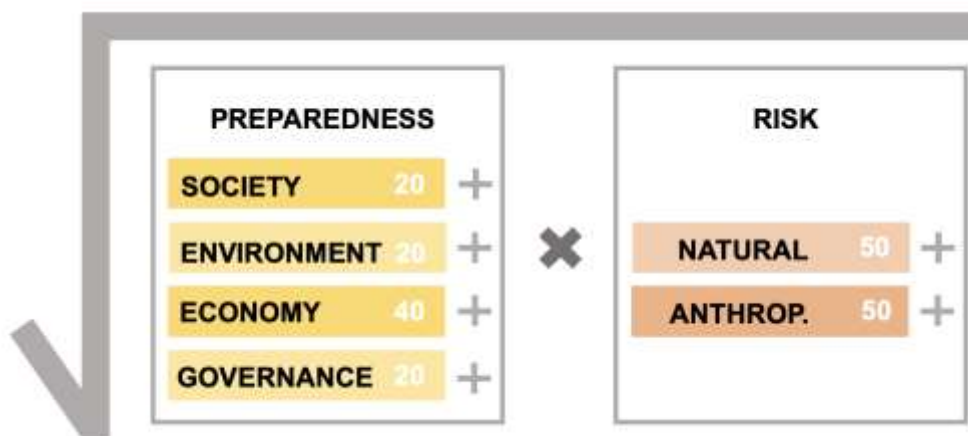 PREPAREDNESS
SOCIETY 20
ENVIRONMENT 20
ECONOMY 40
GOVERNANCE 20
RISK
NATURAL 50
ANTHROP. 50